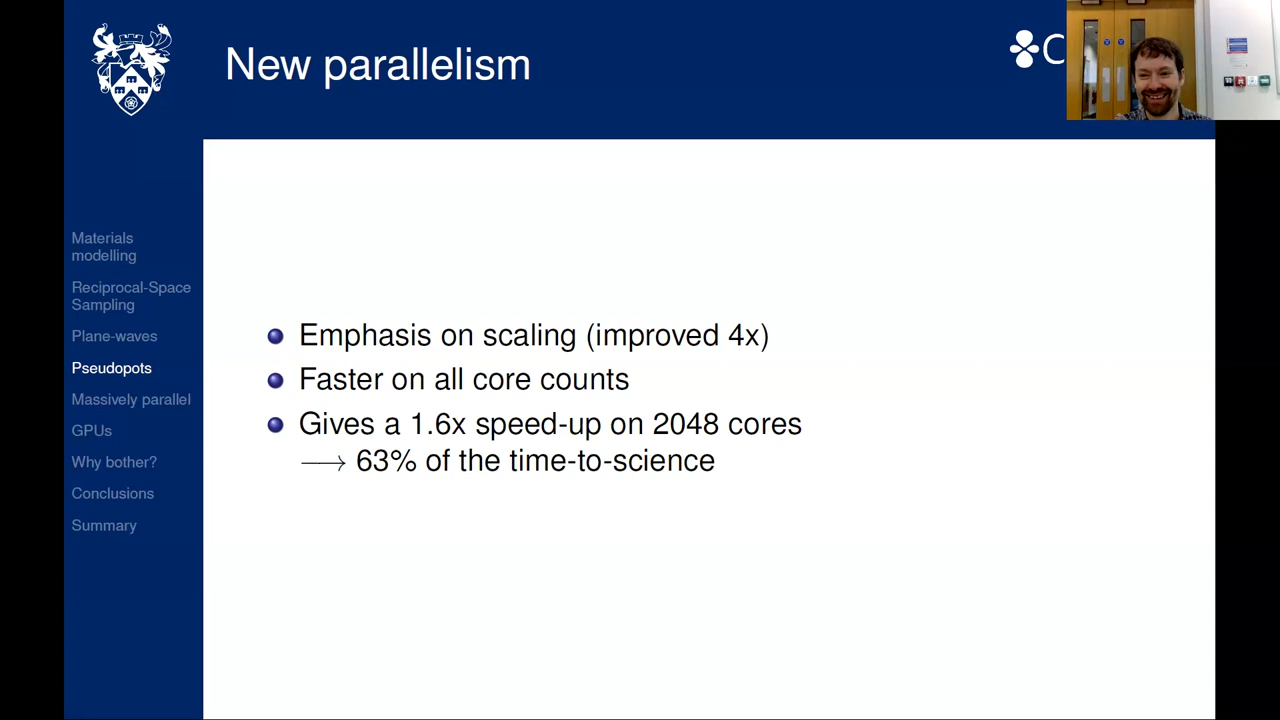 New parallelism
C
Materials
modelling
Reciprocal-Space
Sampling
Plane-waves
Pseudopots
Massively parallel
GPUs
Why bother?
Conclusions
Summary
Emphasis on scaling (improved 4x)
Faster on all core counts
Gives a 1.6x speed-up on 2048 cores
⟶ 63% of the time-to-science